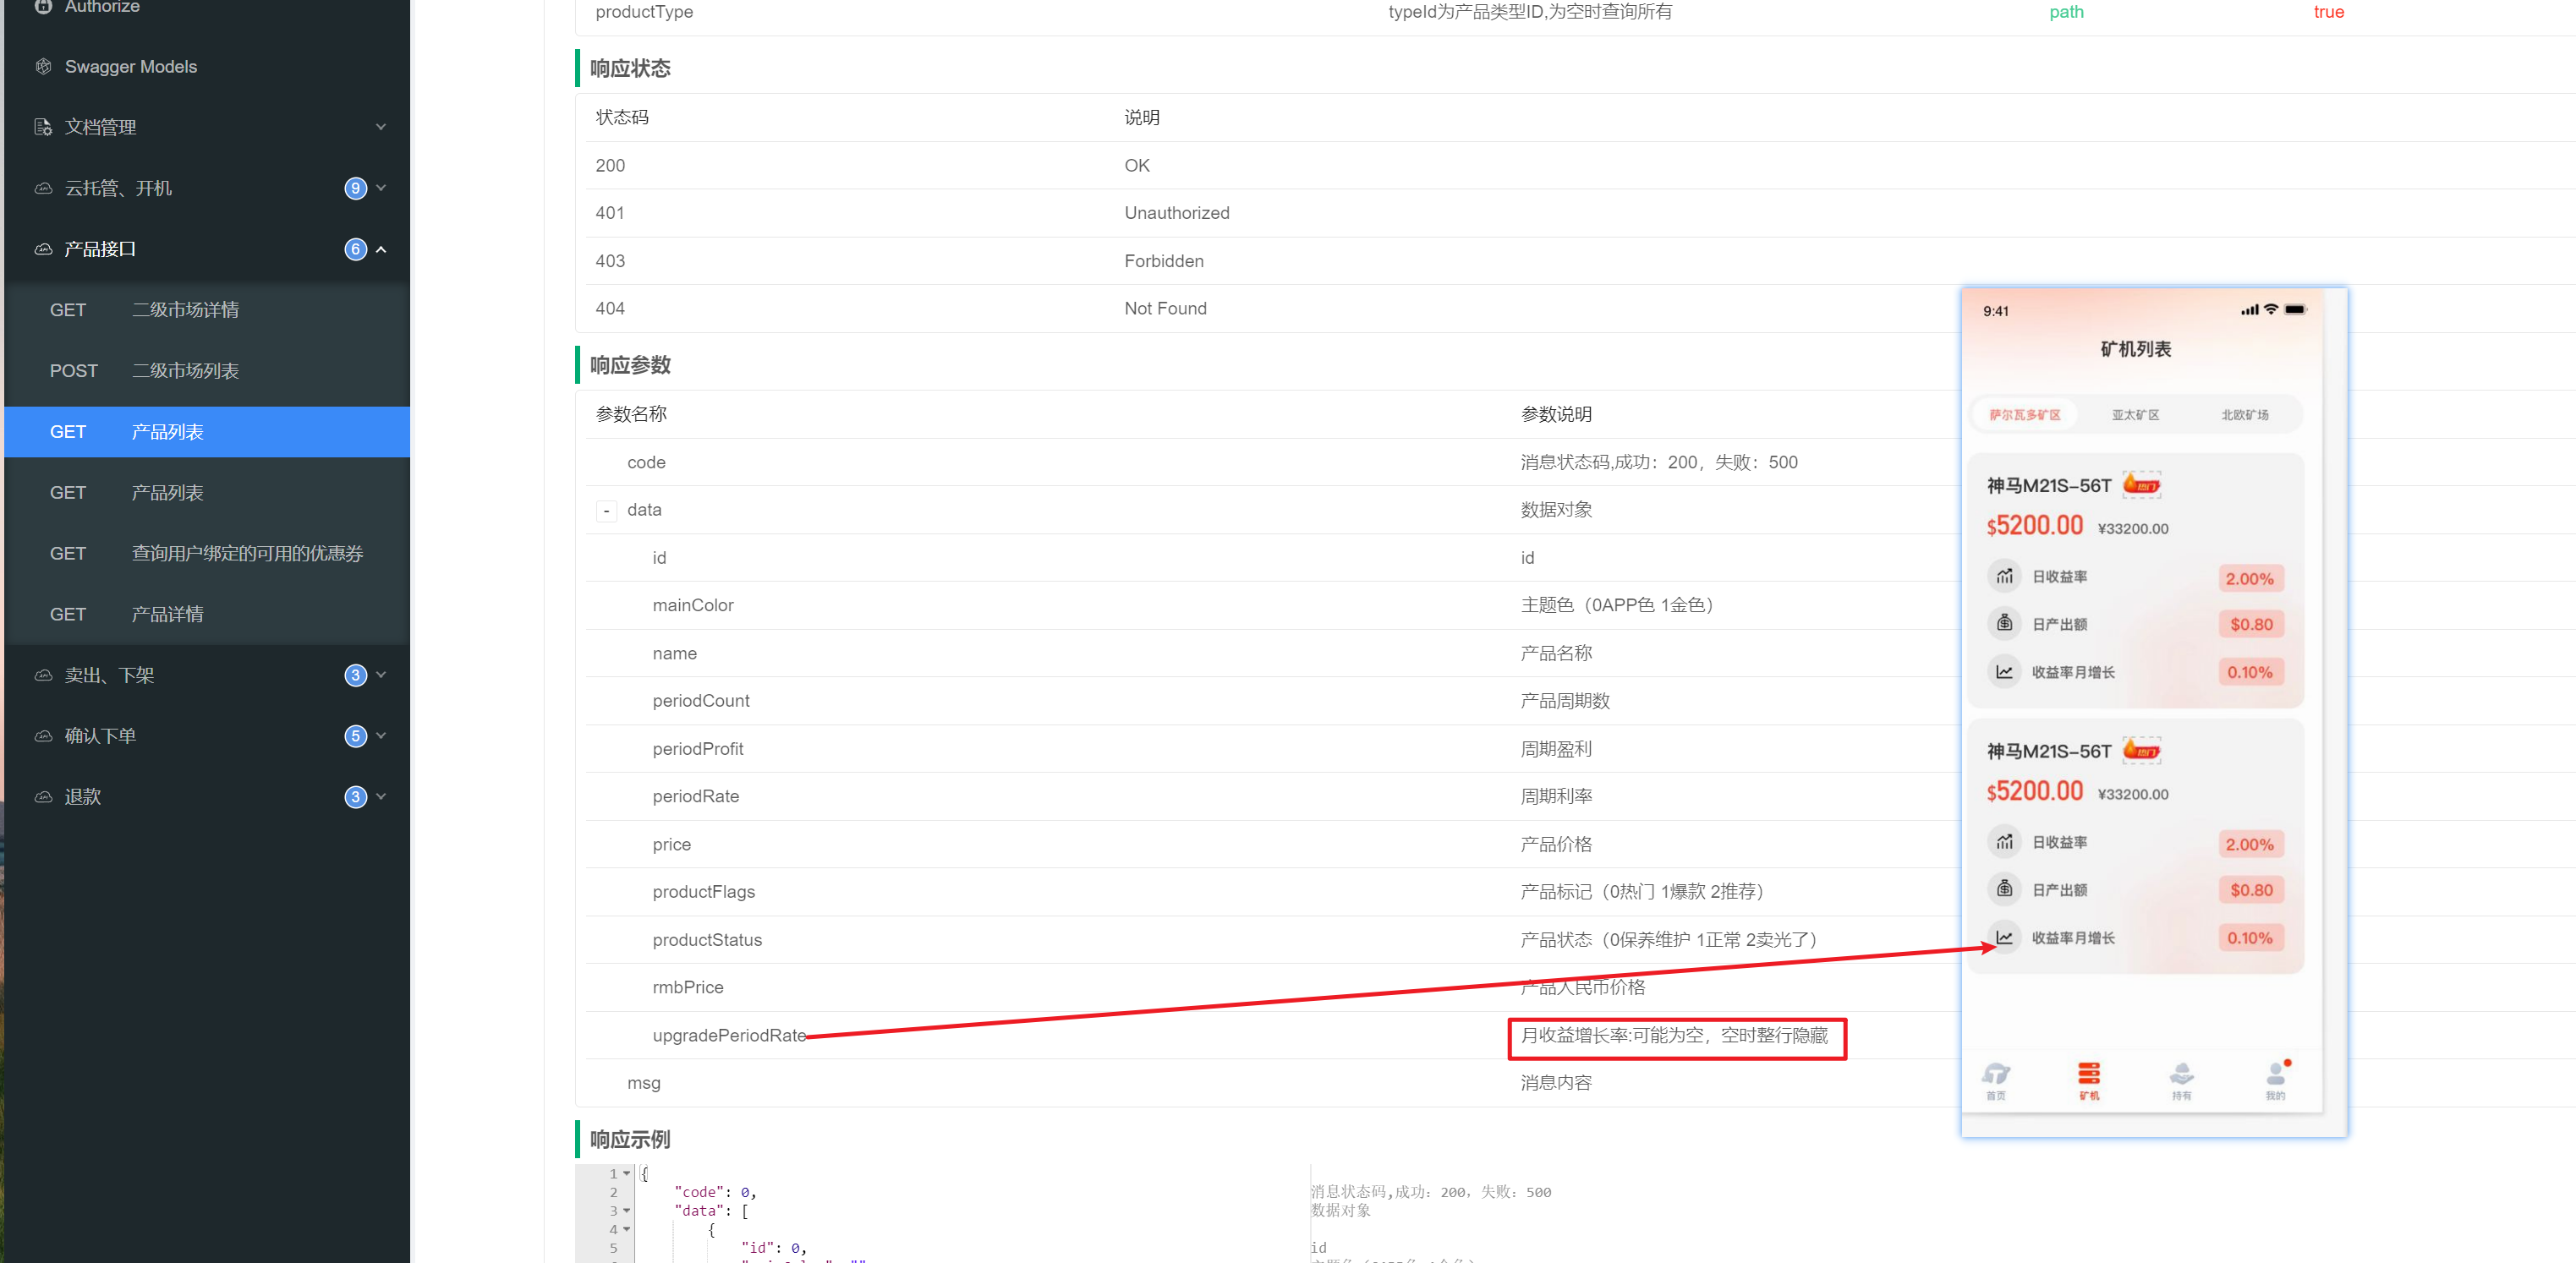 Authorize
Swagger Models
文档管理
云托管、开机 9
产品接口 6
GET 二级市场详情
POST 二级市场列表
GET 产品列表
GET 产品列表
GET 查询用户绑定的可用的优惠券
GET 产品详情
卖出、下架 3
确认下单 5
退款 3
productType typeId为产品类型ID,为空时查询所有 path true
响应状态
状态码 说明
200 OK
401 Unauthorized
403 Forbidden
404 Not Found
响应参数
参数名称 参数说明
code 消息状态码,成功：200，失败：500
- data 数据对象
id id
mainColor 主题色（0APP色 1金色）
name 产品名称
periodCount 产品周期数
periodProfit 周期盈利
periodRate 周期利率
price 产品价格
productFlags 产品标记（0热门 1爆款 2推荐）
productStatus 产品状态（0保养维护 1正常 2卖光了）
rmbPrice 产品人民币价格
upgradePeriodRate 月收益增长率:可能为空，空时整行隐藏
msg 消息内容
响应示例
1 {
2 "code": 0, 消息状态码,成功：200，失败：500
3 "data": [ 数据对象
4 {
5 "id": 0, id
9:41
矿机列表
萨尔瓦多矿区 亚太矿区 北欧矿场
神马M21S-56T 热门
$5200.00 ¥33200.00
日收益率 2.00%
日产出额 $0.80
收益率月增长 0.10%
神马M21S-56T 热门
$5200.00 ¥33200.00
日收益率 2.00%
日产出额 $0.80
收益率月增长 0.10%
首页 矿机 持有 我的